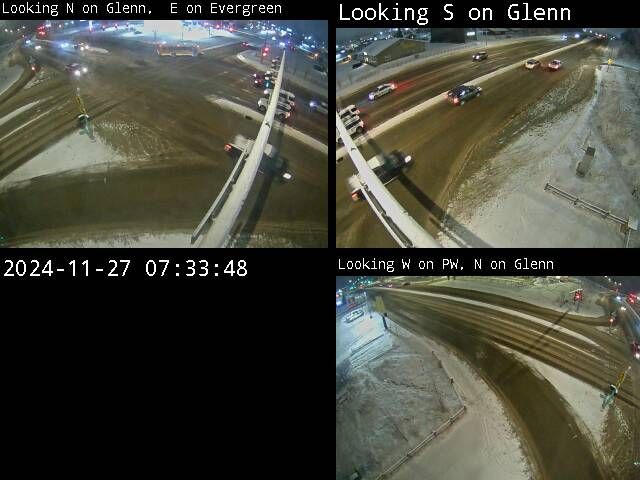 Looking N on Glenn,  E on Evergreen
Looking S on Glenn
2024-11-27 07:33:48
Looking W on PW, N on Glenn